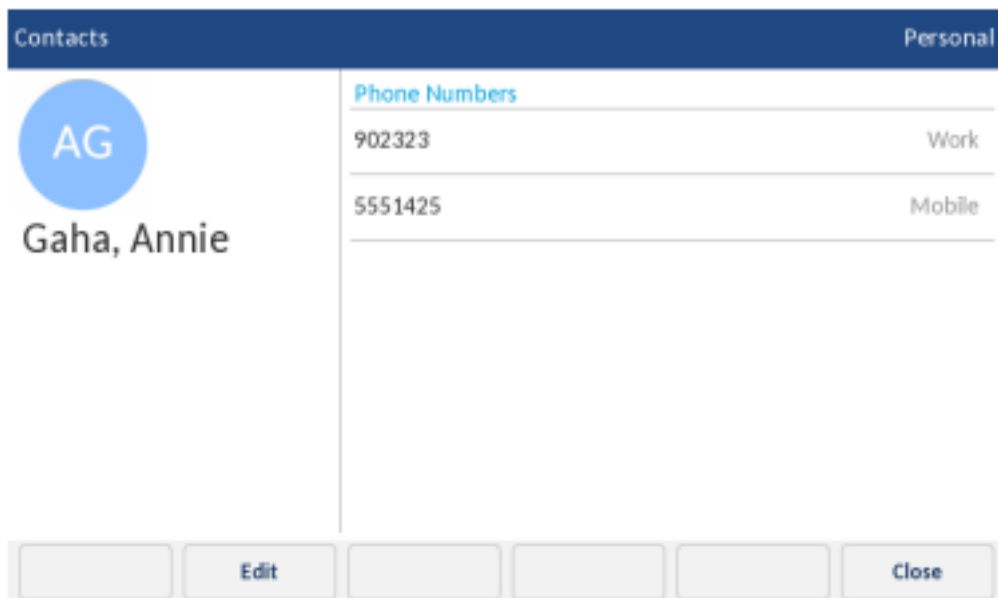 Contacts Personal
AG
Gaha, Annie
Phone Numbers
902323 Work
5551425 Mobile
Edit Close